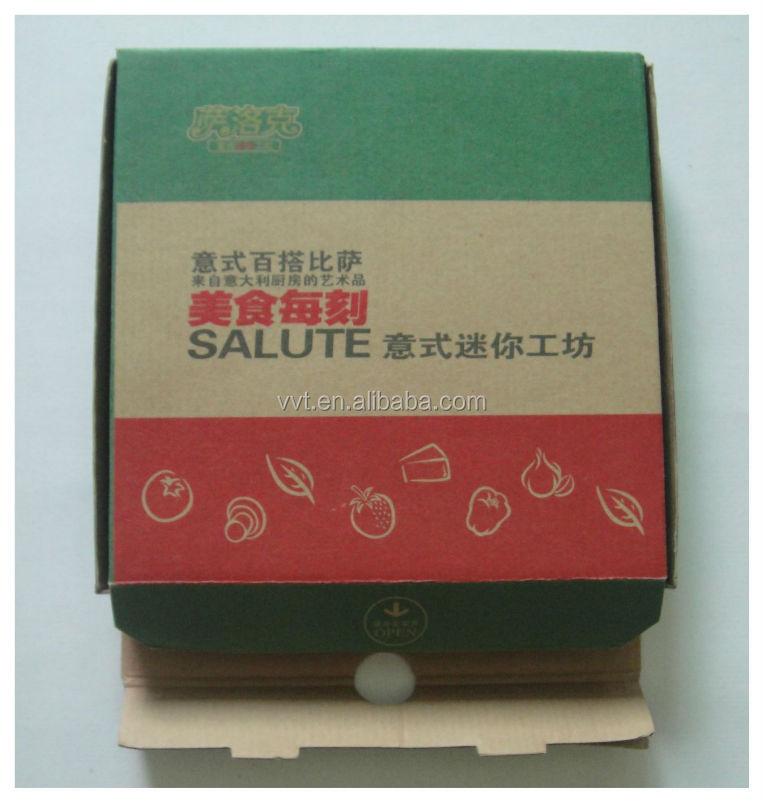 萨洛克
意式百搭比萨
来自意大利厨房的艺术品
美食每刻
SALUTE 意式迷你工坊
vvt.en.alibaba.com
OPEN